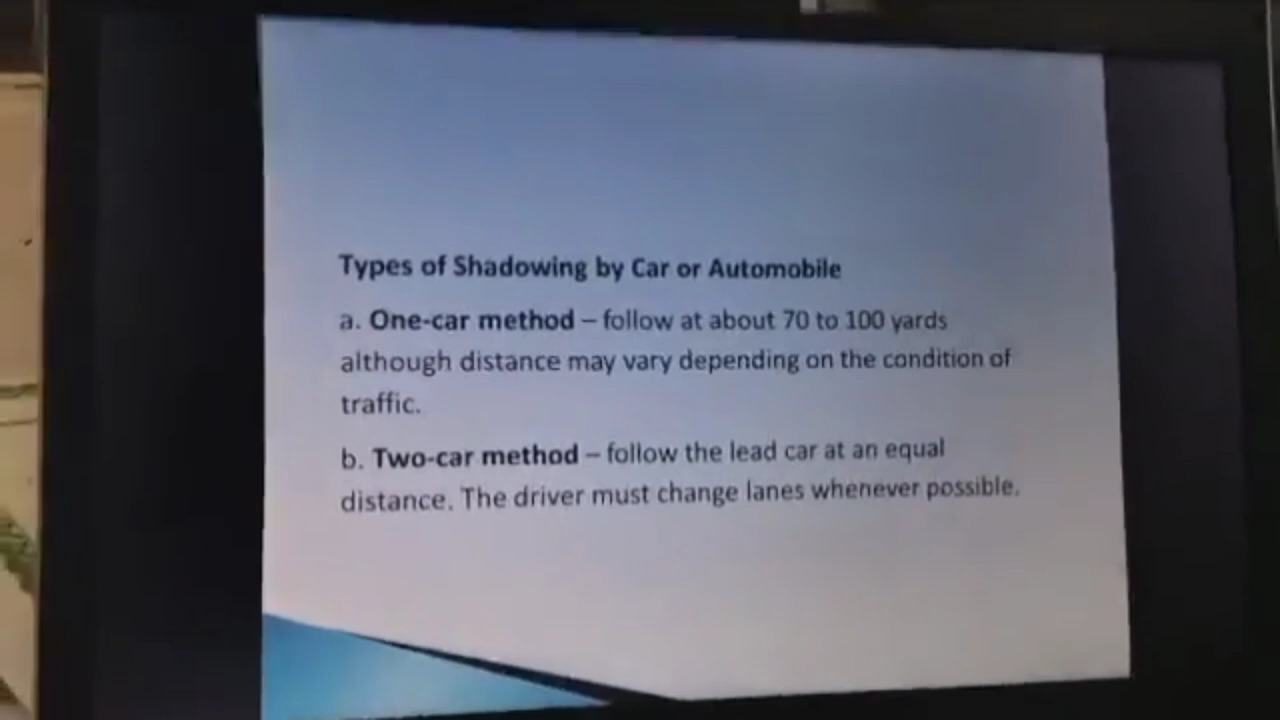 Types of Shadowing by Car or Automobile
a. One-car method – follow at about 70 to 100 yards
although distance may vary depending on the condition of
traffic.
b. Two-car method – follow the lead car at an equal
distance. The driver must change lanes whenever possible.